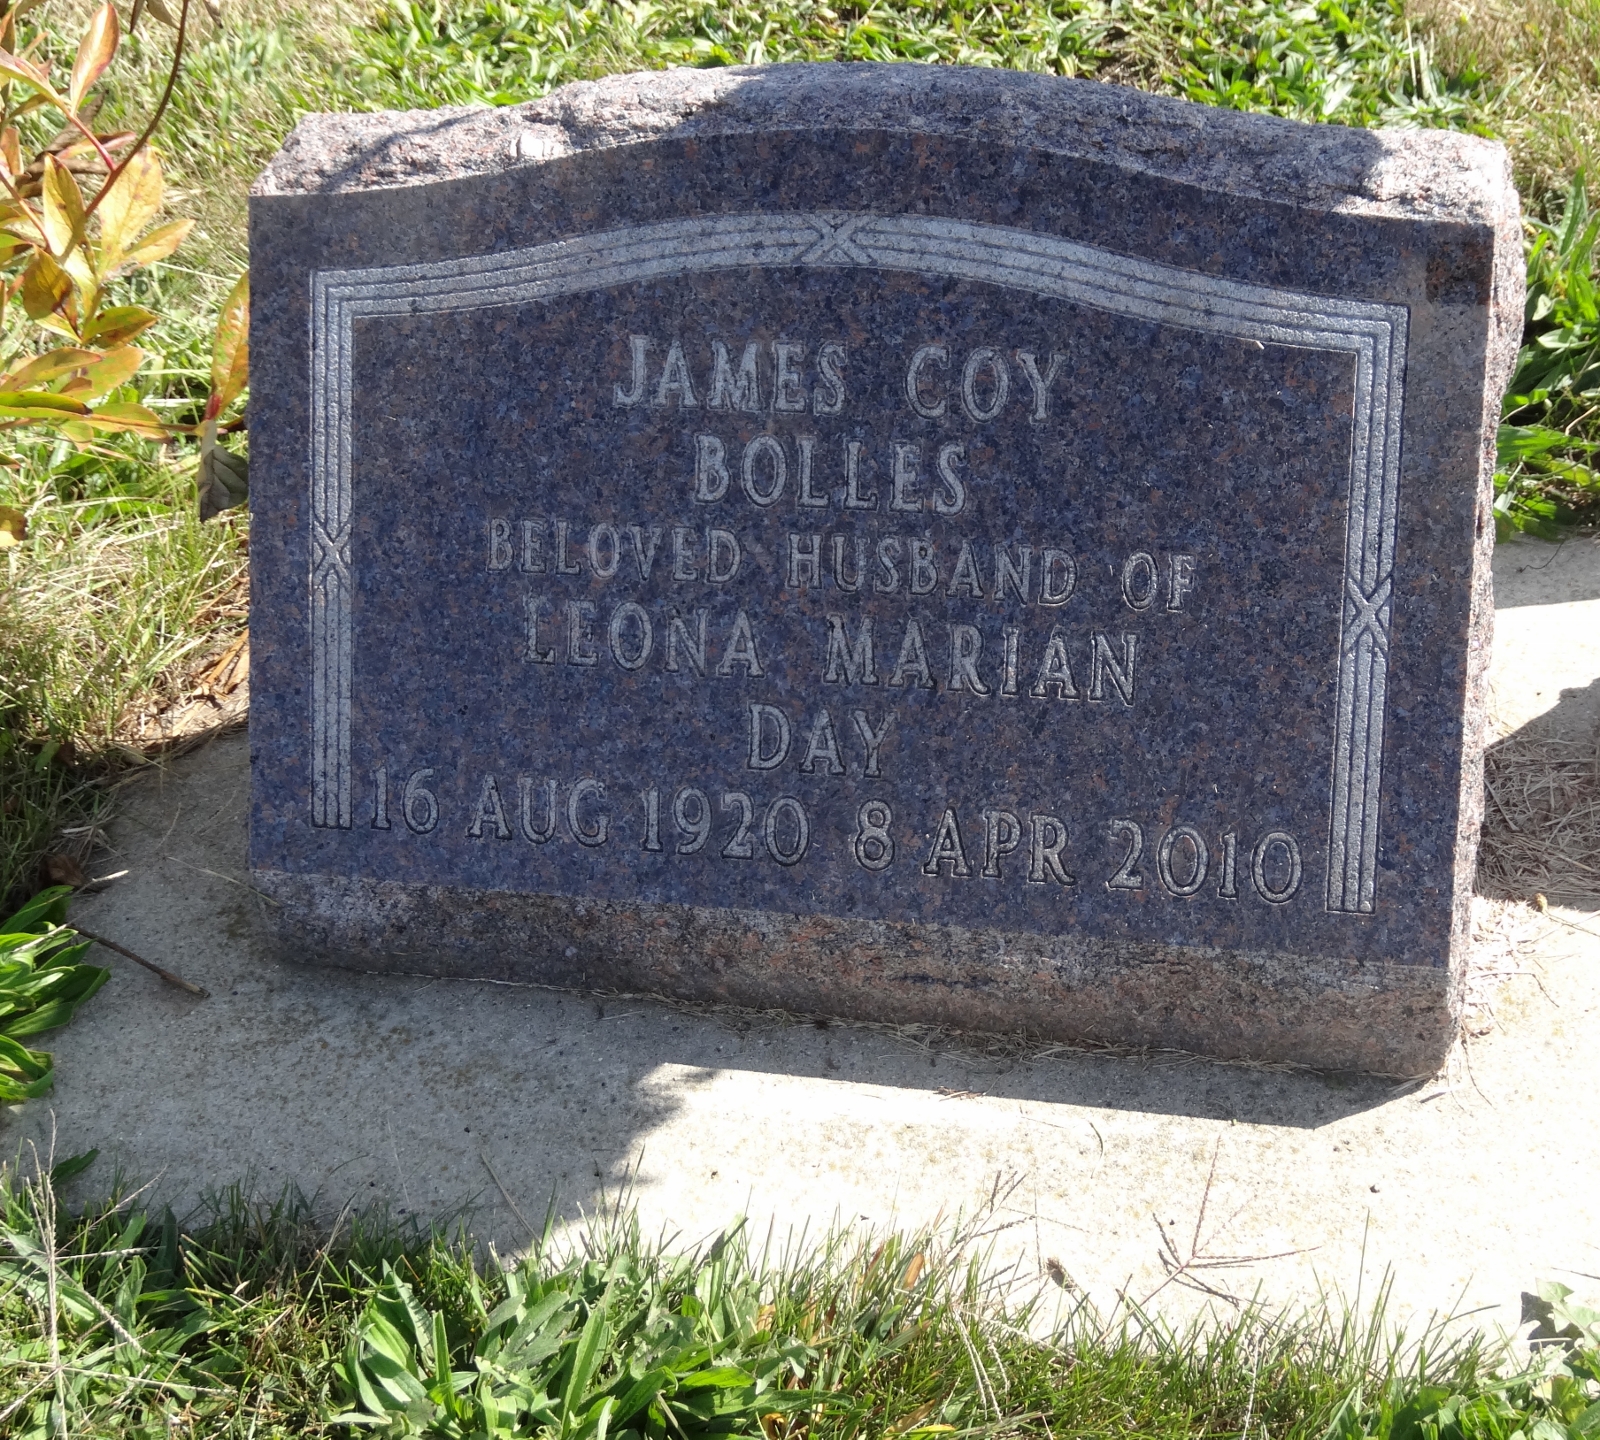 JAMES COY
BOLLES
BELOVED HUSBAND OF
LEONA MARIAN
DAY
16 AUG 1920 8 APR 2010